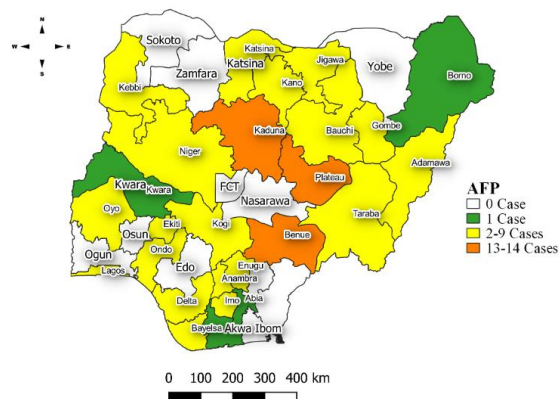 N
W E
S
Sokoto
Katsina
Zamfara
Katsina
Jigawa
Yobe
Borno
Kebbi
Kano
Kaduna
Bauchi
Gombe
Adamawa
Niger
Plateau
Kwara
Kwara
FCT
Nasarawa
Taraba
Oyo
Osun
Ekiti
Kogi
Benue
Ogun
Ondo
Edo
Lagos
Enugu
Anambra
Delta
Imo
Abia
Bayelsa
Akwa Ibom
AFP
0 Case
1 Case
2-9 Cases
13-14 Cases
0 100 200 300 400 km